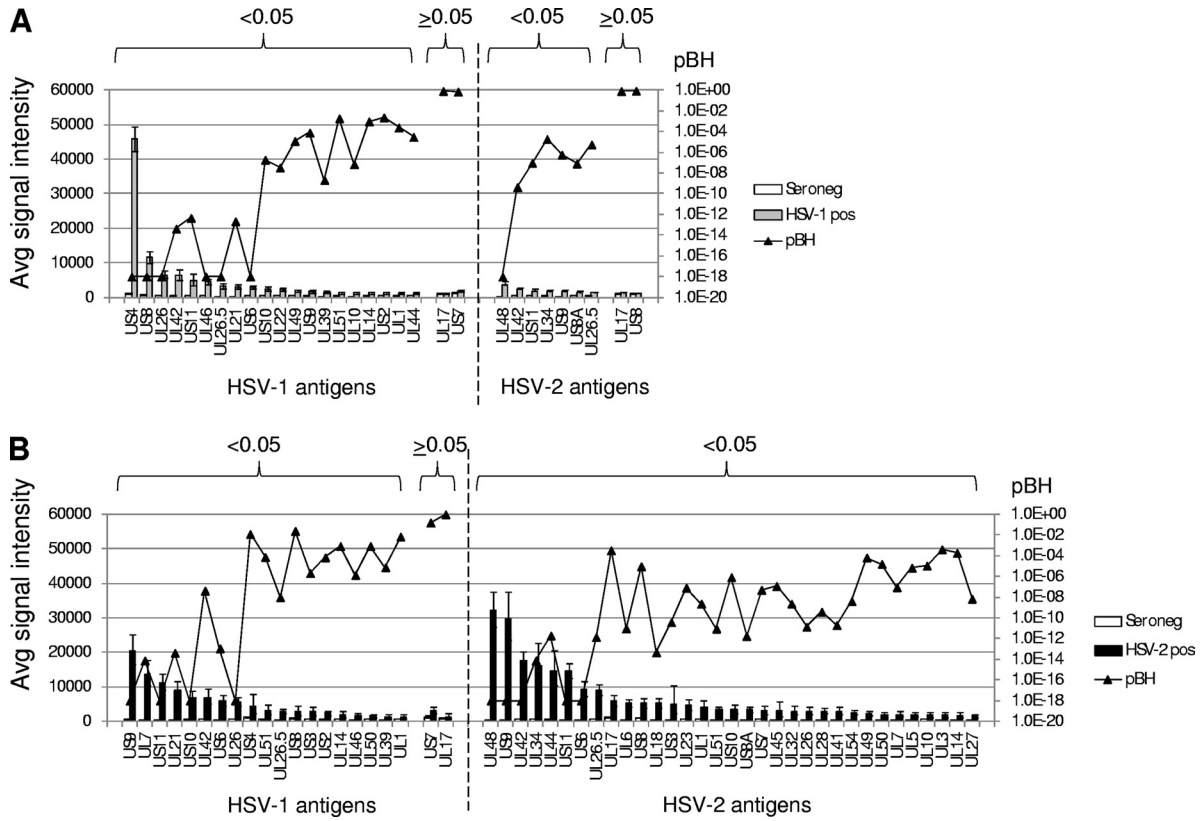 A
<0.05 ≥0.05 <0.05 ≥0.05
pBH
Avg signal intensity
60000
50000
40000
30000
20000
10000
0
1.0E+00
1.0E-02
1.0E-04
1.0E-06
1.0E-08
1.0E-10
1.0E-12
1.0E-14
1.0E-16
1.0E-18
1.0E-20
Seroneg
HSV-1 pos
pBH
US4 US8 UL26 UL42 US11 UL46 UL26.5 UL21 US6 US10 UL22 UL49 US9 UL39 UL51 UL10 UL14 US2 UL1 UL44 UL17 US7
UL48 UL42 US11 UL34 US9 US8A UL26.5 UL17 US8
HSV-1 antigens HSV-2 antigens
B
<0.05 ≥0.05 <0.05
pBH
Avg signal intensity
60000
50000
40000
30000
20000
10000
0
1.0E+00
1.0E-02
1.0E-04
1.0E-06
1.0E-08
1.0E-10
1.0E-12
1.0E-14
1.0E-16
1.0E-18
1.0E-20
Seroneg
HSV-2 pos
pBH
US9 UL7 US11 UL21 US10 UL42 US6 UL26 US4 UL51 UL26.5 US8 US3 US2 UL14 UL46 UL50 UL39 UL1 US7 UL17
UL48 US9 UL42 UL34 UL44 US11 US6 UL26.5 UL17 UL6 US8 UL18 US3 UL23 UL1 UL51 US10 US8A US7 UL45 UL32 UL26 UL28 UL41 UL54 UL49 UL50 UL7 UL5 UL10 UL3 UL14 UL27
HSV-1 antigens HSV-2 antigens